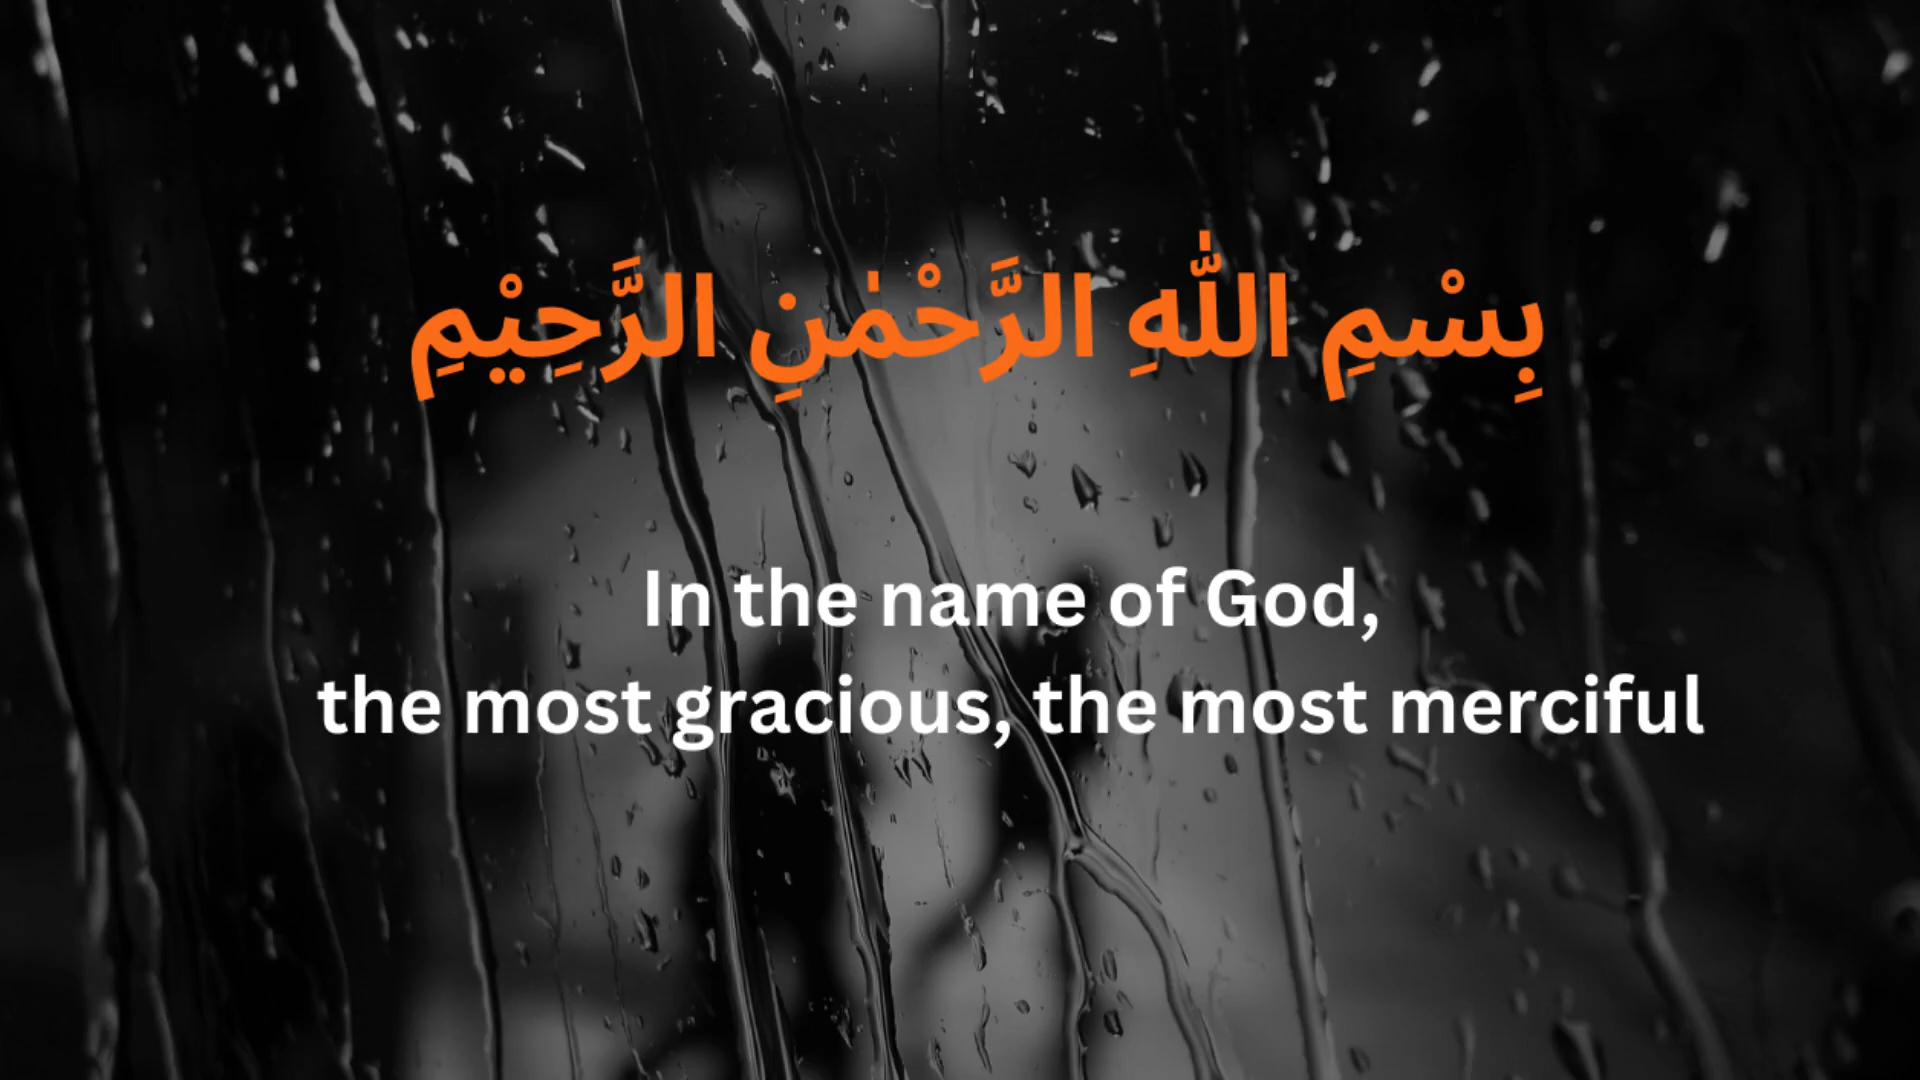 بِسْمِ اللّٰهِ الرَّحْمٰنِ الرَّحِيْمِ
In the name of God,
the most gracious, the most merciful